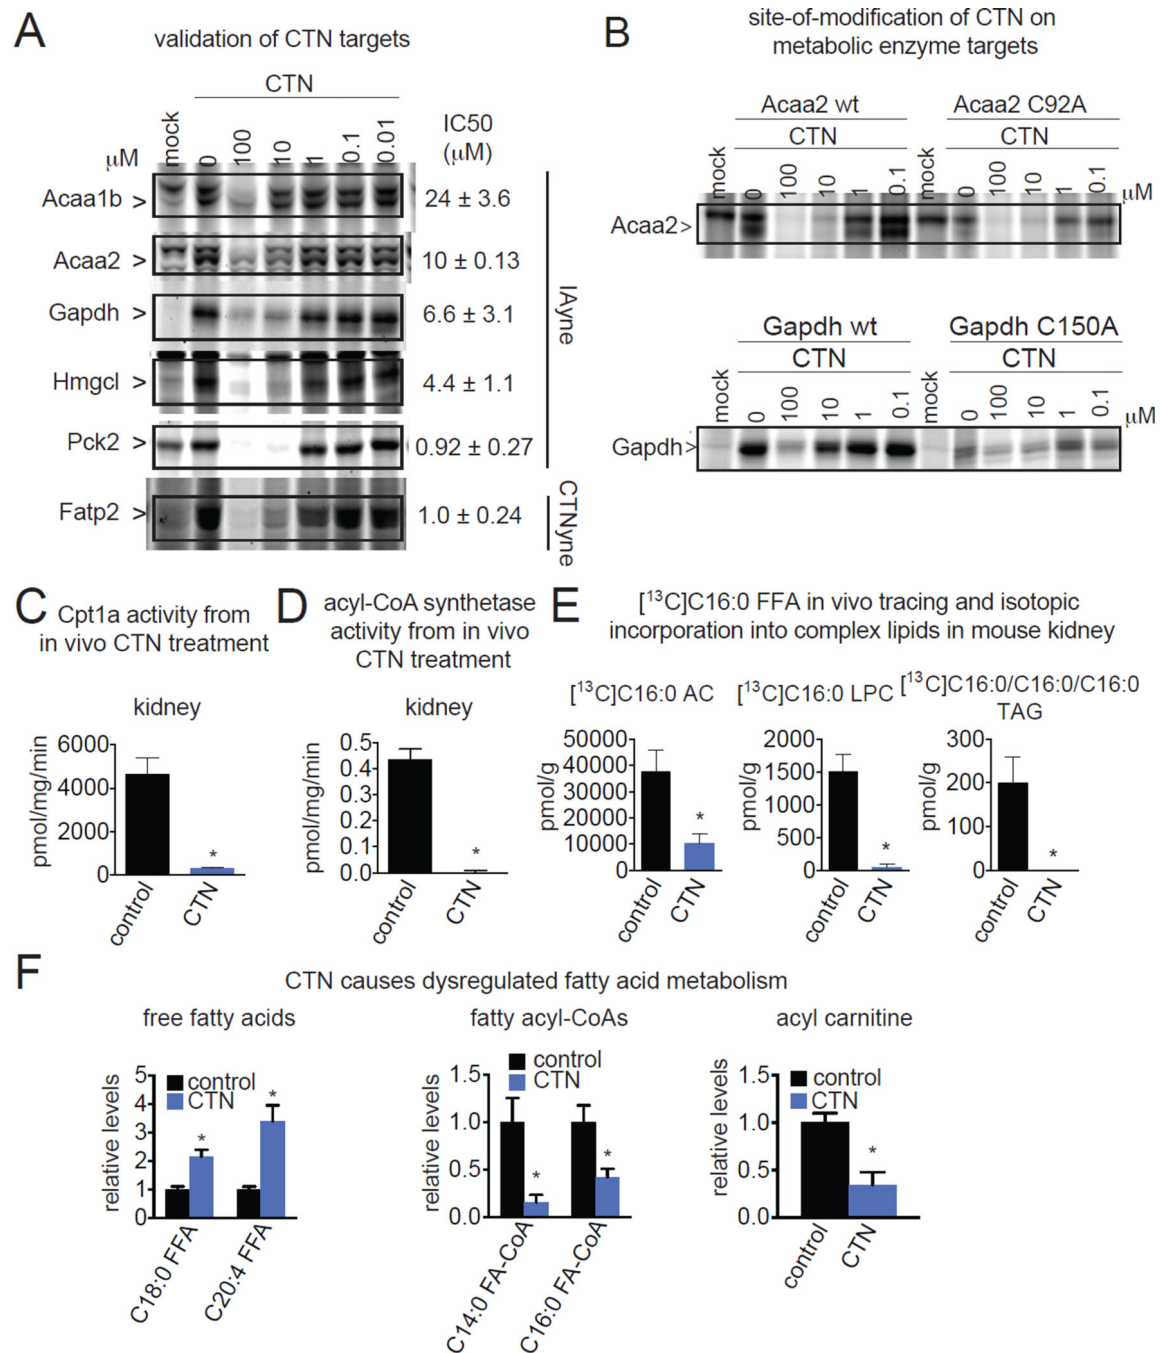 A
validation of CTN targets
CTN
IC50
(μM)
μM
mock
0
100
10
1
0.1
0.01
Acaa1b >
24 ± 3.6
Acaa2 >
10 ± 0.13
Gapdh >
6.6 ± 3.1
Hmgcl >
4.4 ± 1.1
Pck2 >
0.92 ± 0.27
Fatp2 >
1.0 ± 0.24
IAyne
CTNyne
B
site-of-modification of CTN on
metabolic enzyme targets
Acaa2 wt
Acaa2 C92A
CTN
CTN
mock
0
100
10
1
0.1
mock
0
100
10
1
0.1
μM
Acaa2>
Gapdh wt
Gapdh C150A
CTN
CTN
mock
0
100
10
1
0.1
mock
0
100
10
1
0.1
μM
Gapdh>
C
Cpt1a activity from
in vivo CTN treatment
kidney
pmol/mg/min
6000
4000
2000
0
*
control
CTN
D
acyl-CoA synthetase
activity from in vivo
CTN treatment
kidney
pmol/mg/min
0.5
0.4
0.3
0.2
0.1
0.0
*
control
CTN
E
[13C]C16:0 FFA in vivo tracing and isotopic
incorporation into complex lipids in mouse kidney
[13C]C16:0 AC
pmol/g
50000
40000
30000
20000
10000
0
*
control
CTN
[13C]C16:0 LPC
pmol/g
2000
1500
1000
500
0
*
control
CTN
[13C]C16:0/C16:0/C16:0
TAG
pmol/g
300
200
100
0
*
control
CTN
F
CTN causes dysregulated fatty acid metabolism
free fatty acids
relative levels
5
4
3
2
1
0
control
CTN
*
*
C18:0 FFA
C20:4 FFA
fatty acyl-CoAs
relative levels
1.5
1.0
0.5
0.0
control
CTN
*
*
C14:0 FA-CoA
C16:0 FA-CoA
acyl carnitine
relative levels
1.5
1.0
0.5
0.0
control
CTN
*
control
CTN